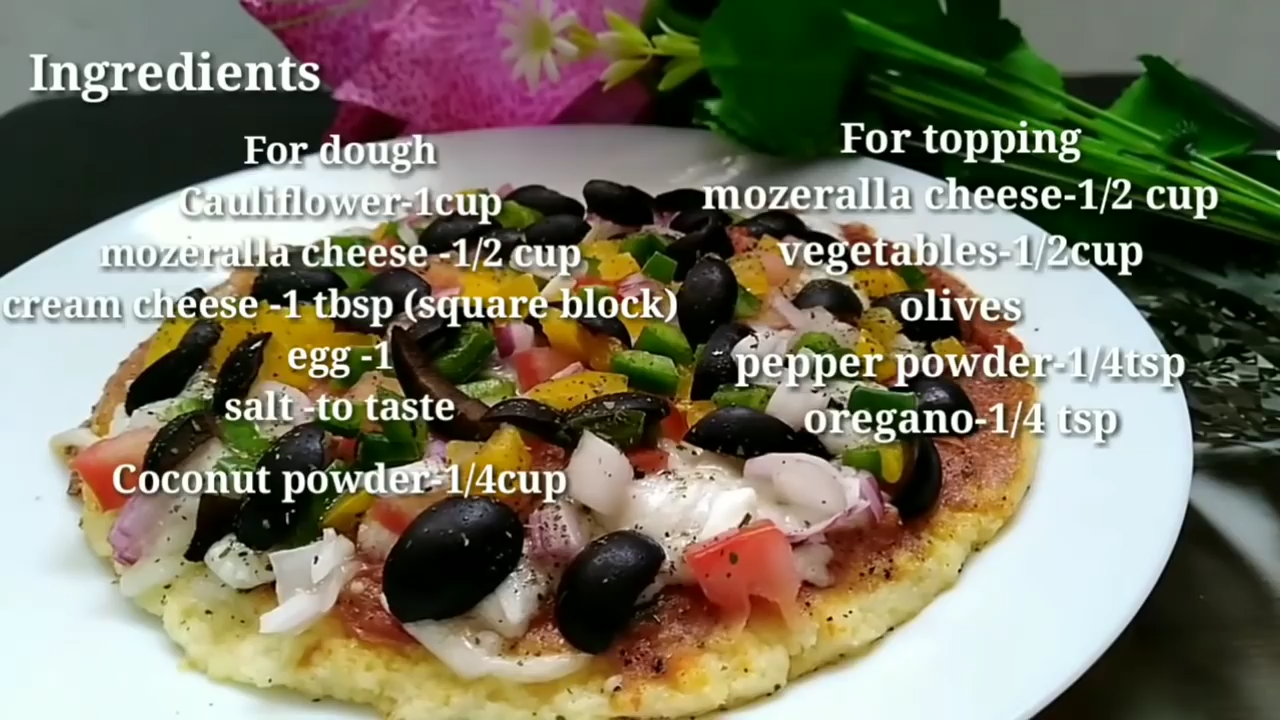 Ingredients
For dough
Cauliflower-1cup
mozeralla cheese -1/2 cup
cream cheese -1 tbsp (square block)
egg -1
salt -to taste
Coconut powder-1/4cup
For topping
mozeralla cheese-1/2 cup
vegetables-1/2cup
olives
pepper powder-1/4tsp
oregano-1/4 tsp